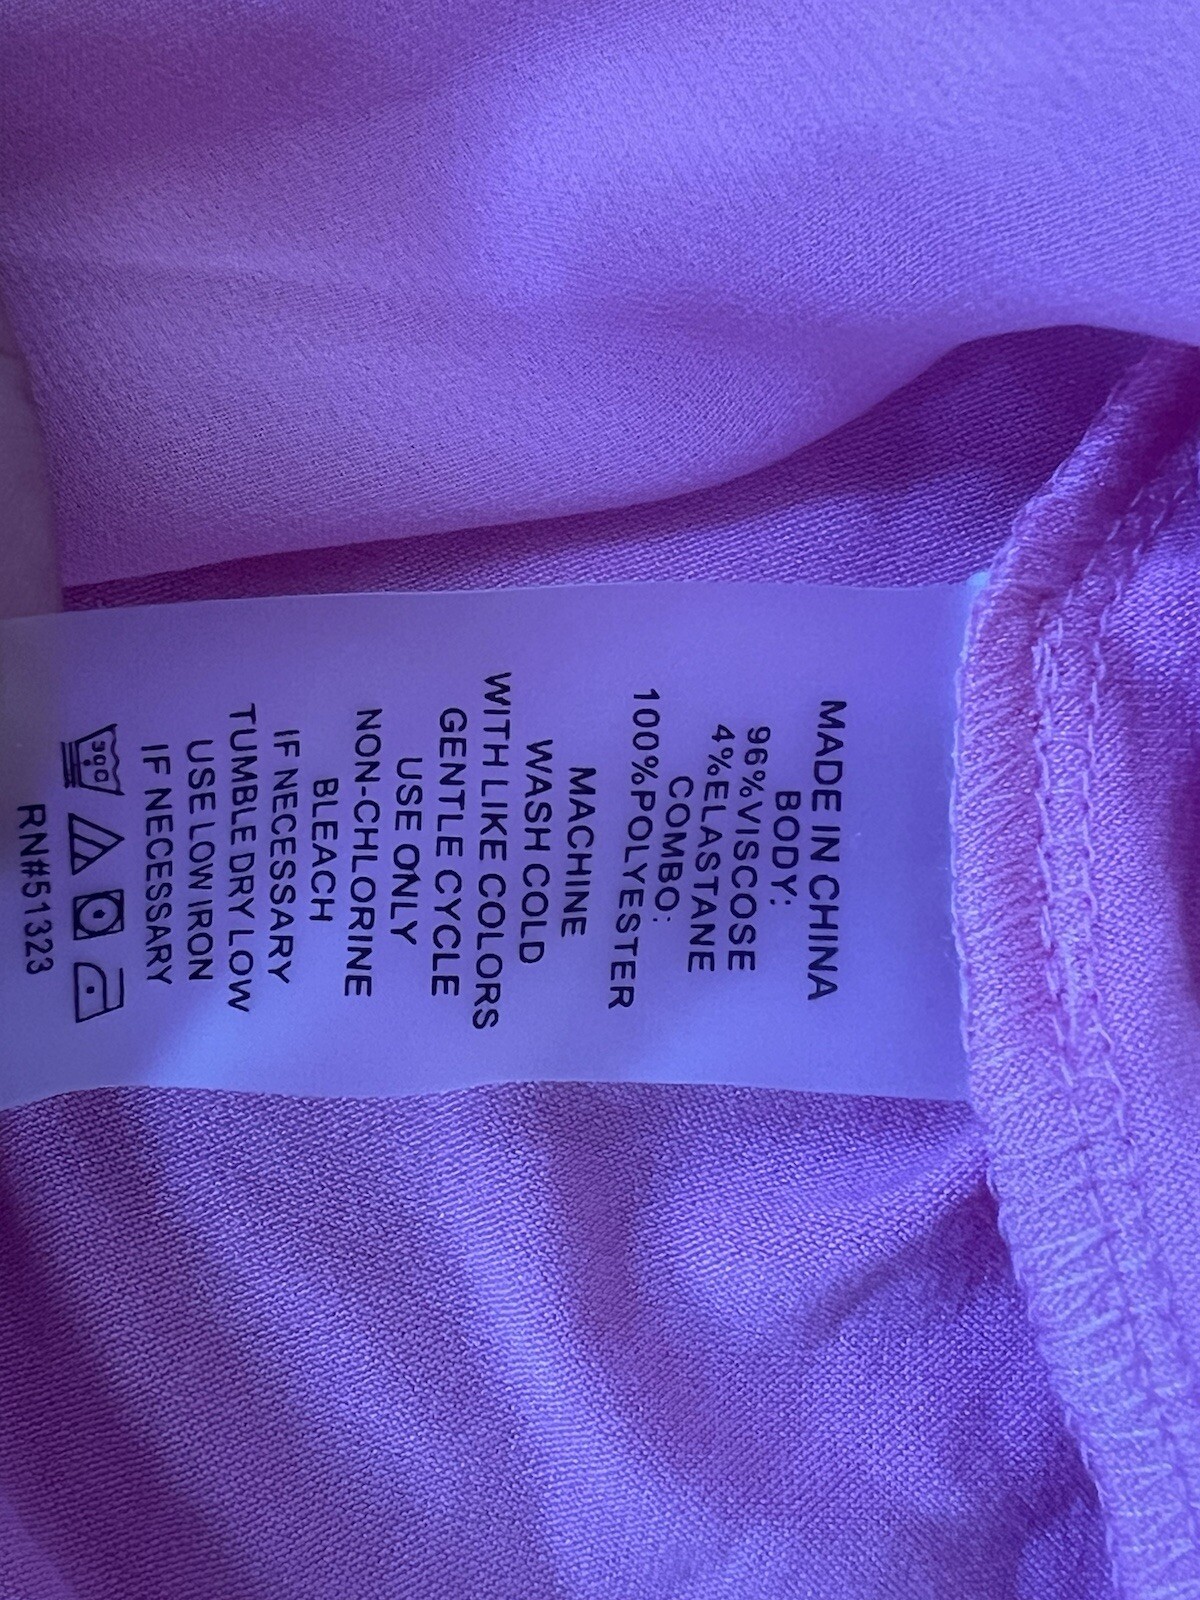 MADE IN CHINA
BODY:
96%VISCOSE
4%ELASTANE
COMBO:
100%POLYESTER
MACHINE
WASH COLD
WITH LIKE COLORS
GENTLE CYCLE
USE ONLY
NON-CHLORINE
BLEACH
IF NECESSARY
TUMBLE DRY LOW
USE LOW IRON
IF NECESSARY
30C
RN#51323